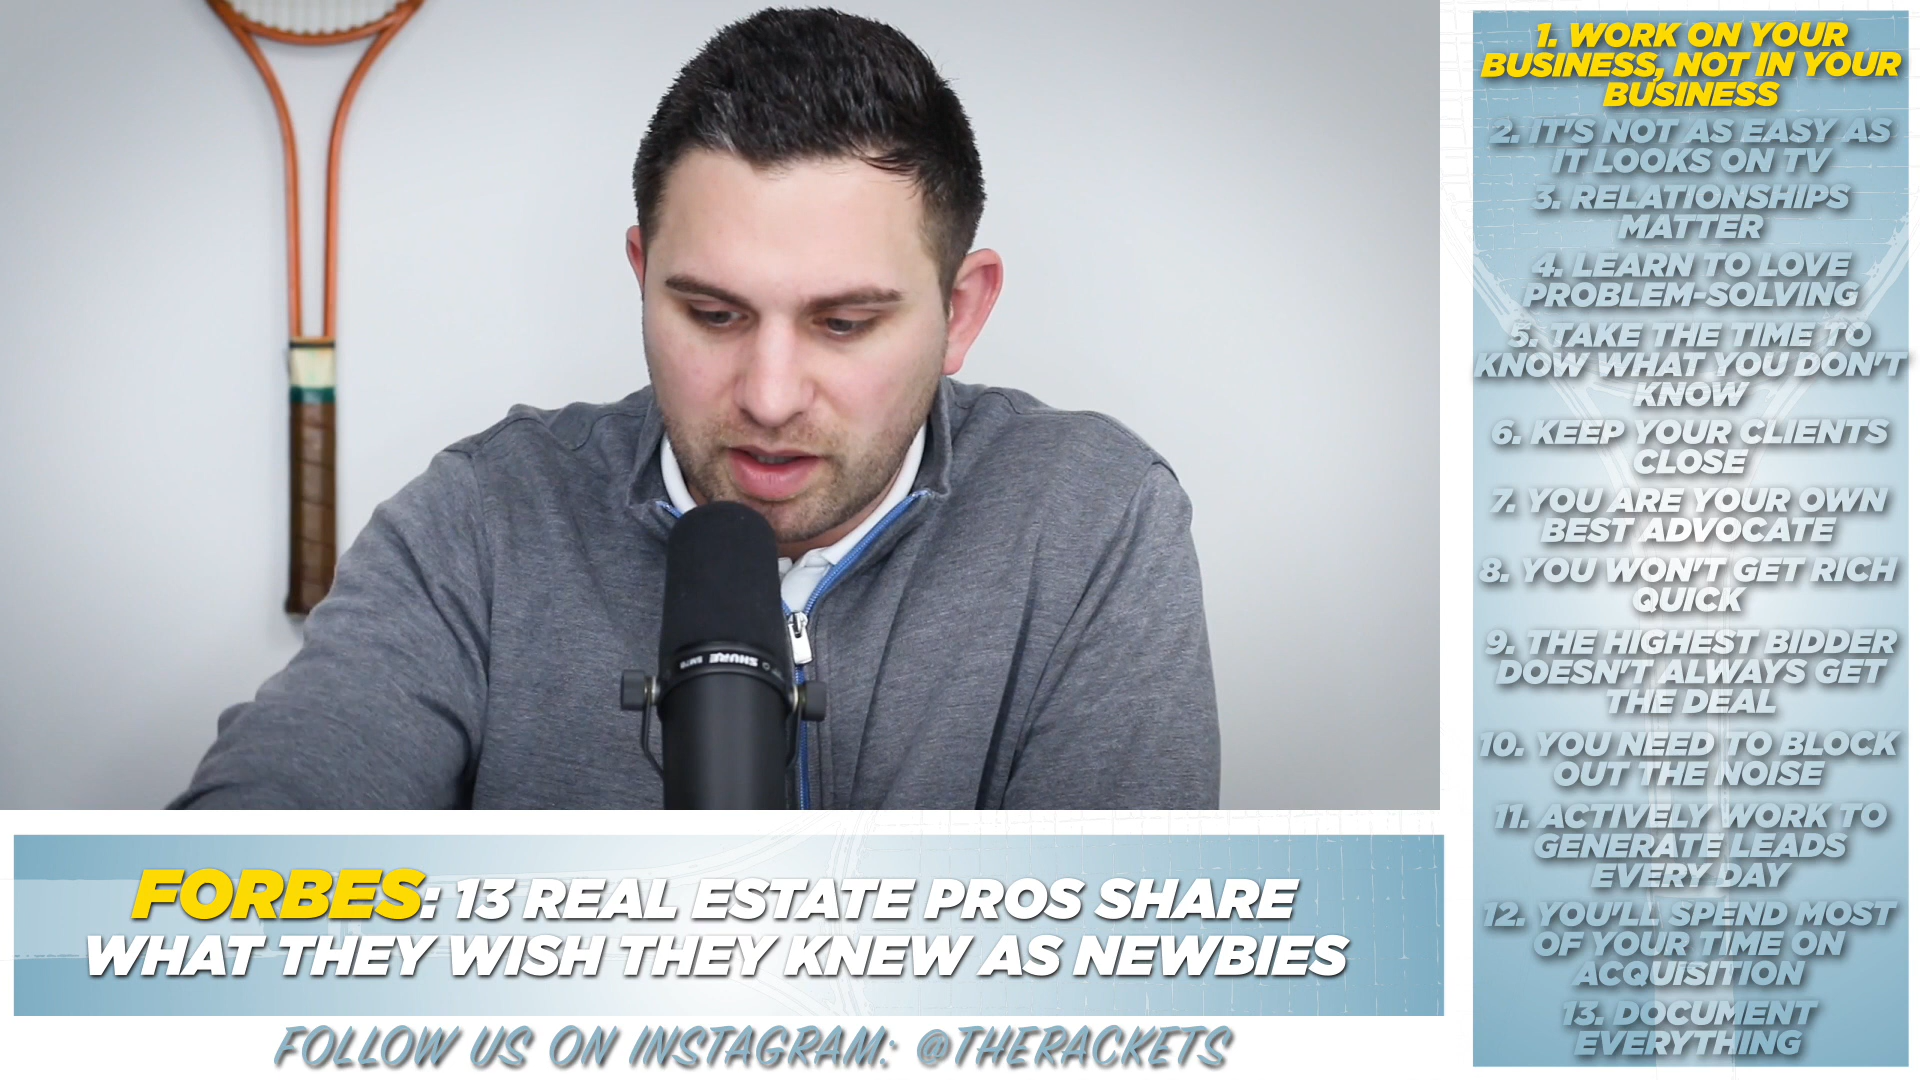 1. WORK ON YOUR
BUSINESS, NOT IN YOUR
BUSINESS
2. IT'S NOT AS EASY AS
IT LOOKS ON TV
3. RELATIONSHIPS
MATTER
4. LEARN TO LOVE
PROBLEM-SOLVING
5. TAKE THE TIME TO
KNOW WHAT YOU DON'T
KNOW
6. KEEP YOUR CLIENTS
CLOSE
7. YOU ARE YOUR OWN
BEST ADVOCATE
8. YOU WON'T GET RICH
QUICK
9. THE HIGHEST BIDDER
DOESN'T ALWAYS GET
THE DEAL
10. YOU NEED TO BLOCK
OUT THE NOISE
11. ACTIVELY WORK TO
GENERATE LEADS
EVERY DAY
12. YOU'LL SPEND MOST
OF YOUR TIME ON
ACQUISITION
13. DOCUMENT
EVERYTHING
SHURE
FORBES: 13 REAL ESTATE PROS SHARE
WHAT THEY WISH THEY KNEW AS NEWBIES
FOLLOW US ON INSTAGRAM: @THERACKETS